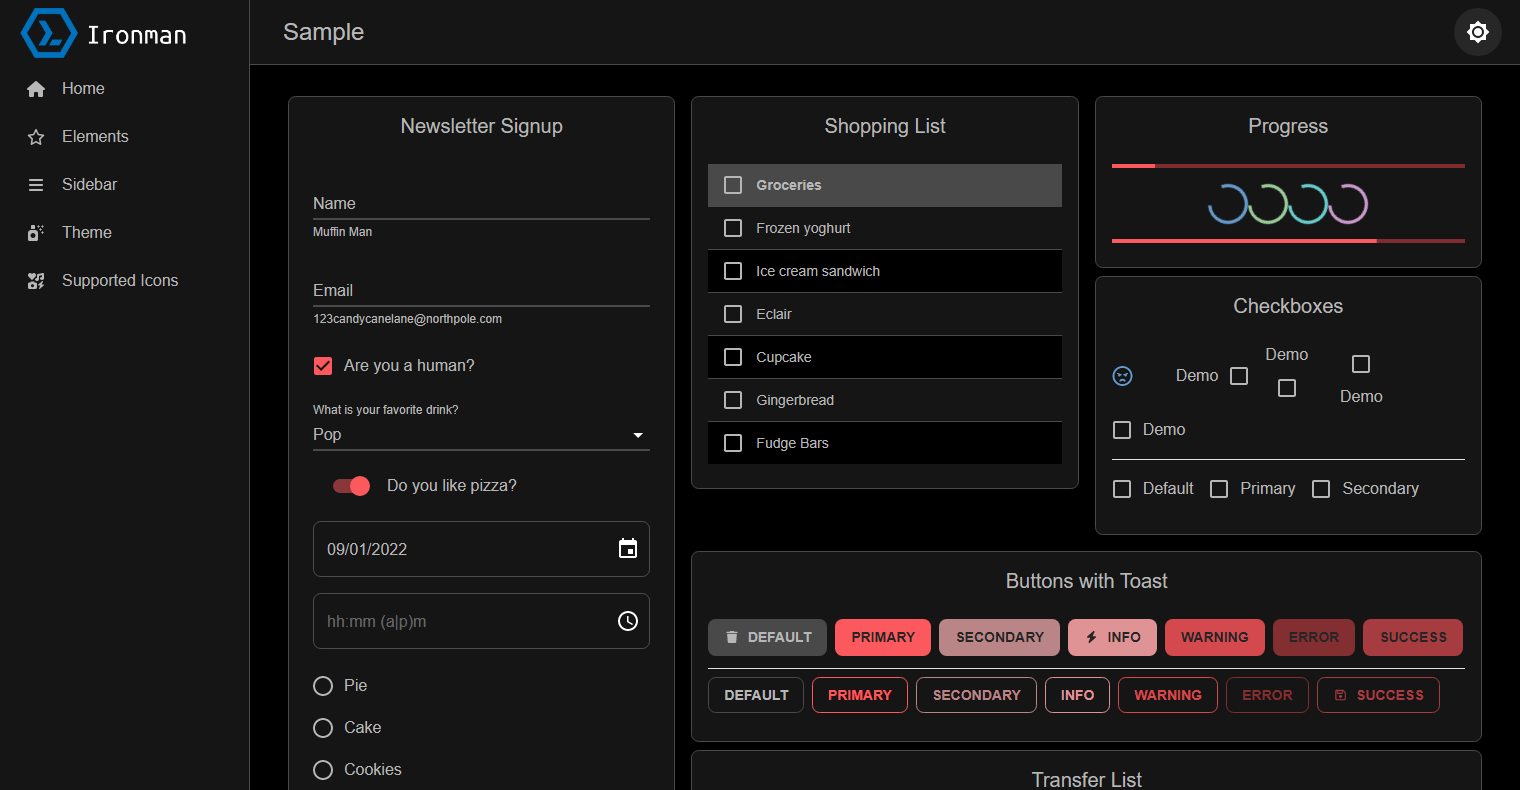 Ironman
Home
Elements
Sidebar
Theme
Supported Icons
Sample
Newsletter Signup
Name
Muffin Man
Email
123candycanelane@northpole.com
Are you a human?
What is your favorite drink?
Pop
Do you like pizza?
09/01/2022
hh:mm (a|p)m
Pie
Cake
Cookies
Shopping List
Groceries
Frozen yoghurt
Ice cream sandwich
Eclair
Cupcake
Gingerbread
Fudge Bars
Progress
Checkboxes
Demo
Demo
Demo
Demo
Default Primary Secondary
Buttons with Toast
DEFAULT PRIMARY SECONDARY INFO WARNING ERROR SUCCESS
DEFAULT PRIMARY SECONDARY INFO WARNING ERROR SUCCESS
Transfer List